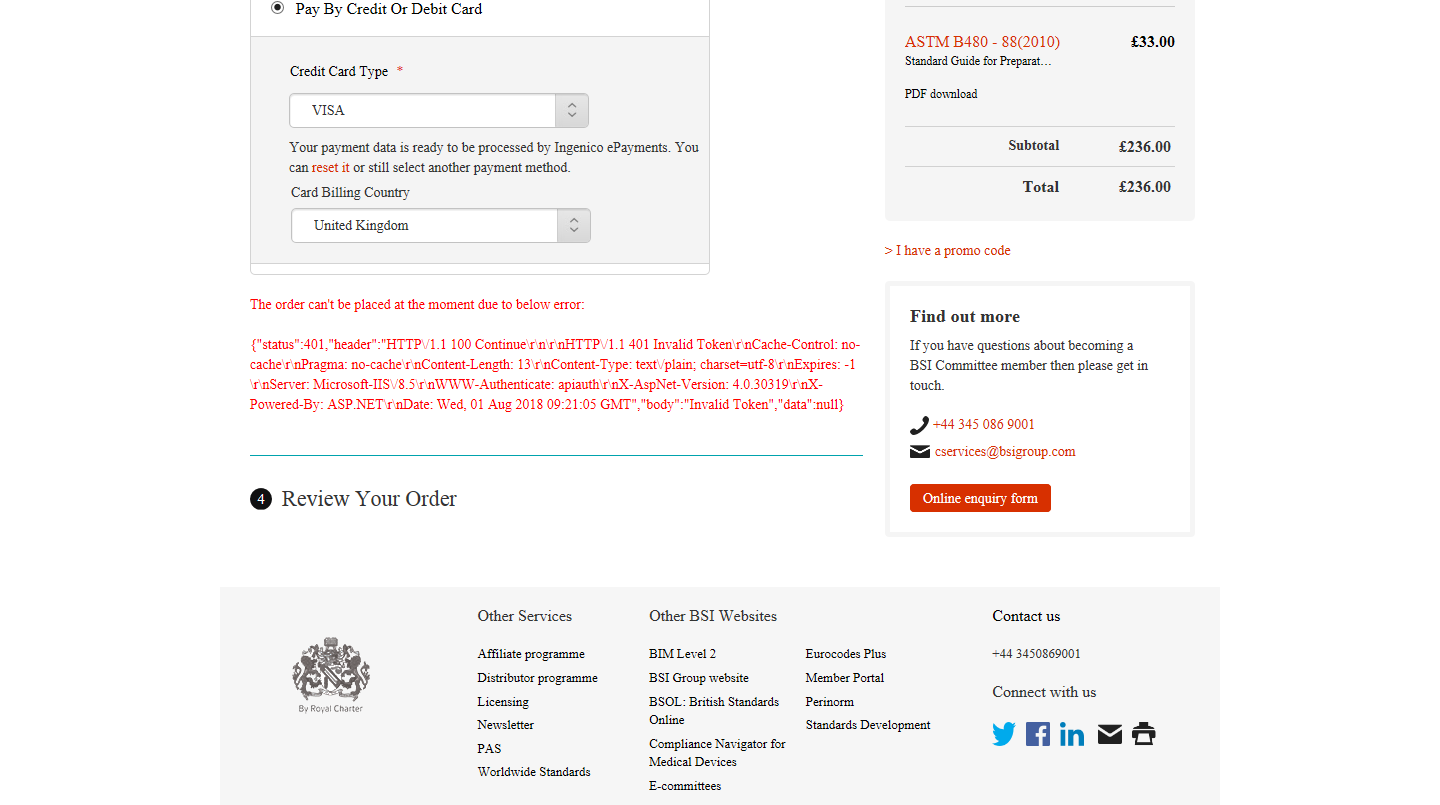 Pay By Credit Or Debit Card
Credit Card Type *
VISA
Your payment data is ready to be processed by Ingenico ePayments. You
can reset it or still select another payment method.
Card Billing Country
United Kingdom
The order can't be placed at the moment due to below error:
{"status":401,"header":"HTTP\/1.1 100 Continue\r\n\r\nHTTP\/1.1 401 Invalid Token\r\nCache-Control: no-
cache\r\nPragma: no-cache\r\nContent-Length: 13\r\nContent-Type: text\/plain; charset=utf-8\r\nExpires: -1
\r\nServer: Microsoft-IIS\/8.5\r\nWWW-Authenticate: apiauth\r\nX-AspNet-Version: 4.0.30319\r\nX-
Powered-By: ASP.NET\r\nDate: Wed, 01 Aug 2018 09:21:05 GMT","body":"Invalid Token","data":null}
4 Review Your Order
ASTM B480 - 88(2010) £33.00
Standard Guide for Preparat…
PDF download
Subtotal £236.00
Total £236.00
> I have a promo code
Find out more
If you have questions about becoming a
BSI Committee member then please get in
touch.
+44 345 086 9001
cservices@bsigroup.com
Online enquiry form
By Royal Charter
Other Services
Affiliate programme
Distributor programme
Licensing
Newsletter
PAS
Worldwide Standards
Other BSI Websites
BIM Level 2
BSI Group website
BSOL: British Standards
Online
Compliance Navigator for
Medical Devices
E-committees
Eurocodes Plus
Member Portal
Perinorm
Standards Development
Contact us
+44 3450869001
Connect with us